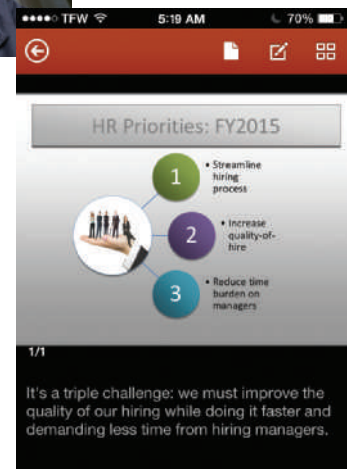 TFW 5:19 AM 70%
HR Priorities: FY2015
1
• Streamline
hiring
process
2
• Increase
quality-of-
hire
3
• Reduce time
burden on
managers
1/1
It's a triple challenge: we must improve the
quality of our hiring while doing it faster and
demanding less time from hiring managers.